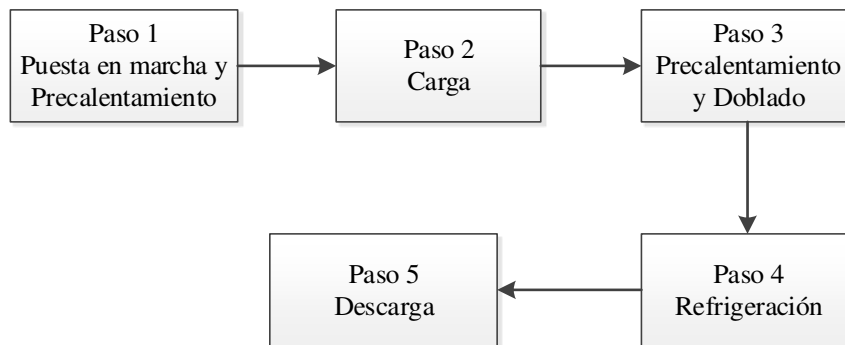 Paso 1
Puesta en marcha y
Precalentamiento
Paso 2
Carga
Paso 3
Precalentamiento
y Doblado
Paso 4
Refrigeración
Paso 5
Descarga